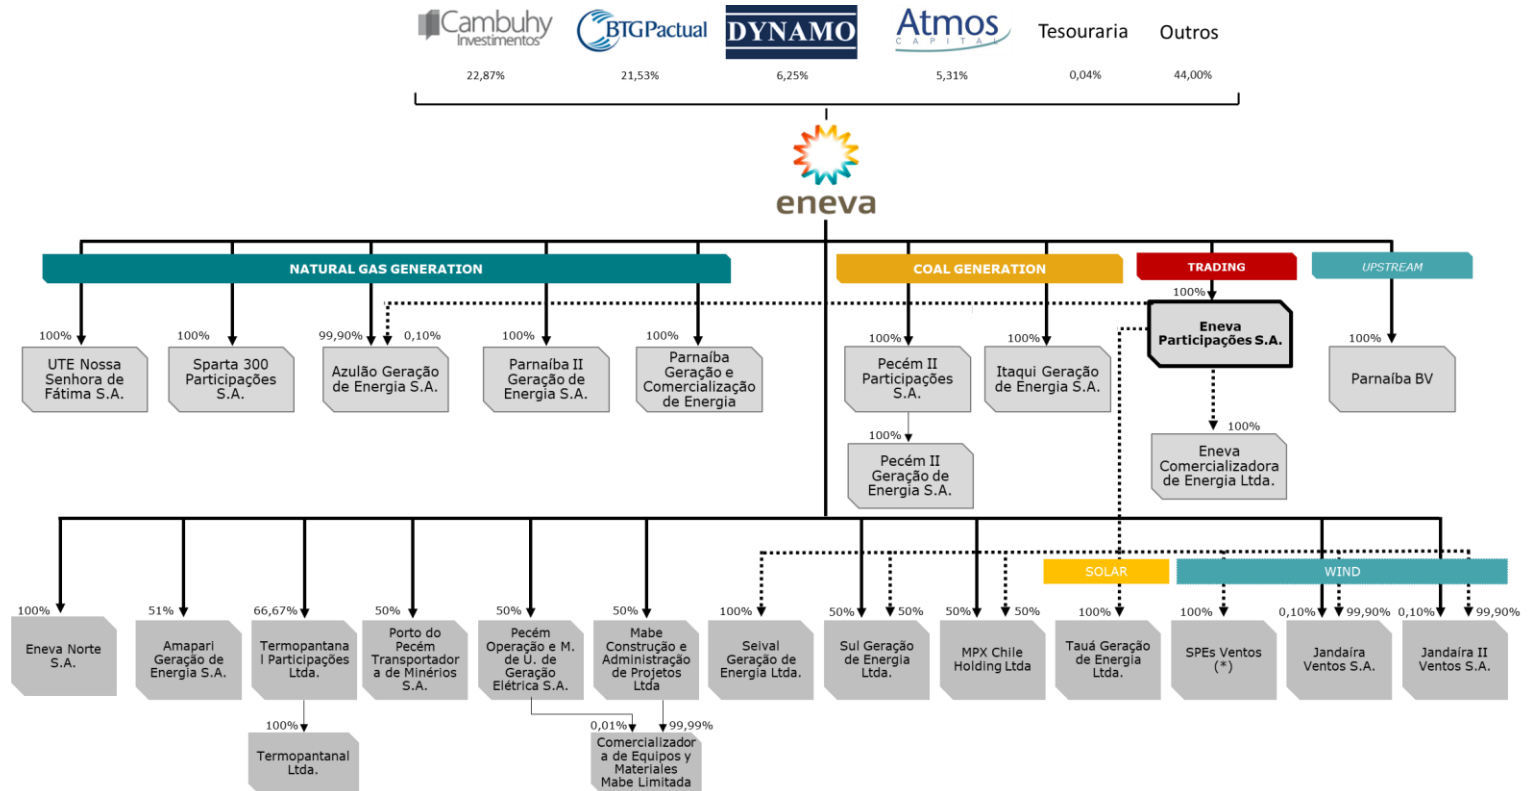 Cambuhy
Investimentos
BTGPactual
DYNAMO
Atmos
CAPITAL
Tesouraria
Outros
22,87%
21,53%
6,25%
5,31%
0,04%
44,00%
eneva
NATURAL GAS GENERATION
COAL GENERATION
TRADING
UPSTREAM
100%
100%
100%
99,90%
0,10%
100%
100%
100%
100%
100%
UTE Nossa
Senhora de
Fátima S.A.
Sparta 300
Participações
S.A.
Azulão Geração
de Energia S.A.
Parnaíba II
Geração de
Energia S.A.
Parnaíba
Geração e
Comercialização
de Energia
Pecém II
Participações
S.A.
Itaqui Geração
de Energia S.A.
Eneva
Participações S.A.
Parnaíba BV
100%
Pecém II
Geração de
Energia S.A.
100%
Eneva
Comercializadora
de Energia Ltda.
SOLAR
WIND
100%
51%
66,67%
50%
50%
50%
100%
50%
50%
50%
50%
100%
100%
0,10%
99,90%
0,10%
99,90%
Eneva Norte
S.A.
Amapari
Geração de
Energia S.A.
Termopantana
l Participações
Ltda.
Porto do
Pecém
Transportador
a de Minérios
S.A.
Pecém
Operação e M.
de U. de
Geração
Elétrica S.A.
Mabe
Construção e
Administração
de Projetos
Ltda
Seival
Geração de
Energia Ltda.
Sul Geração
de Energia
Ltda.
MPX Chile
Holding Ltda
Tauá Geração
de Energia
Ltda.
SPEs Ventos
(*)
Jandaíra
Ventos S.A.
Jandaíra II
Ventos S.A.
100%
Termopantanal
Ltda.
0,01%
99,99%
Comercializador
a de Equipos y
Materiales
Mabe Limitada